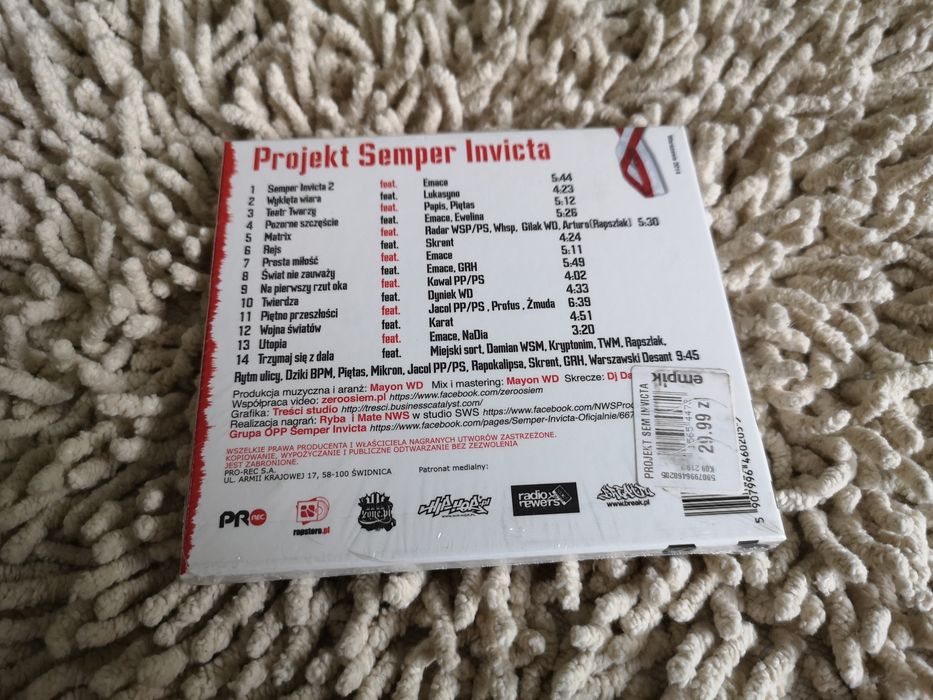 Projekt Semper Invicta
1 Semper Invicta 2 feat. Emace 5:44
2 Wyklęta wiara feat. Lukasyno 4:23
3 Teatr Twarzy feat. Popis, Piętas 5:12
4 Pozorne szczęście feat. Emace, Ewelina 5:26
5 Matrix feat. Radar WSP/PS, Whsp, Gilak WD, Arturo(Rapszlak) 5:30
6 Rejs feat. Skrent 4:24
7 Prosta miłość feat. Emace 5:11
8 Świat nie zauważy feat. Emace, GRH 5:49
9 Na pierwszy rzut oka feat. Kowal PP/PS 4:02
10 Twierdza feat. Dyniek WD 4:33
11 Piętno przeszłości feat. Jacol PP/PS , Profus , Żmuda 6:39
12 Wojna światów feat. Karat 4:51
13 Utopia feat. Emace, NaDia 3:20
14 Trzymaj się z dala feat. Miejski sort, Damian WSM, Kryptonim, TWM, Rapszlak,
Rytm ulicy, Dziki BPM, Piętas, Mikron, Jacol PP/PS, Rapokalipsa, Skrent, GRH, Warszawski Desant 9:45
Produkcja muzyczna i aranż: Mayon WD Mix i mastering: Mayon WD Skrecze: Dj
Współpraca video: zeroosiem.pl https://www.facebook.com/zeroosiem
Grafika: Treści studio http://tresci.businesscatalyst.com/
Realizacja nagrań: Ryba i Mate NWS w studio SWS https://www.facebook.com/NWSProd
Grupa OPP Semper Invicta https://www.facebook.com/pages/Semper-Invicta-Oficjalnie/667
WSZELKIE PRAWA PRODUCENTA I WŁAŚCICIELA NAGRANYCH UTWORÓW ZASTRZEŻONE.
KOPIOWANIE, WYPOŻYCZANIE I PUBLICZNE ODTWARZANIE BEZ ZEZWOLENIA
JEST ZABRONIONE.
PRO-REC S.A.
UL. ARMII KRAJOWEJ 17, 58-100 ŚWIDNICA
Patronat medialny:
PRO REC
rapstore.pl
zone.pl
radio
rewers
www.break.pl
empik
29,99 zł
PROJEKT SEM INVICTA
5907996460205
5 907996 460205